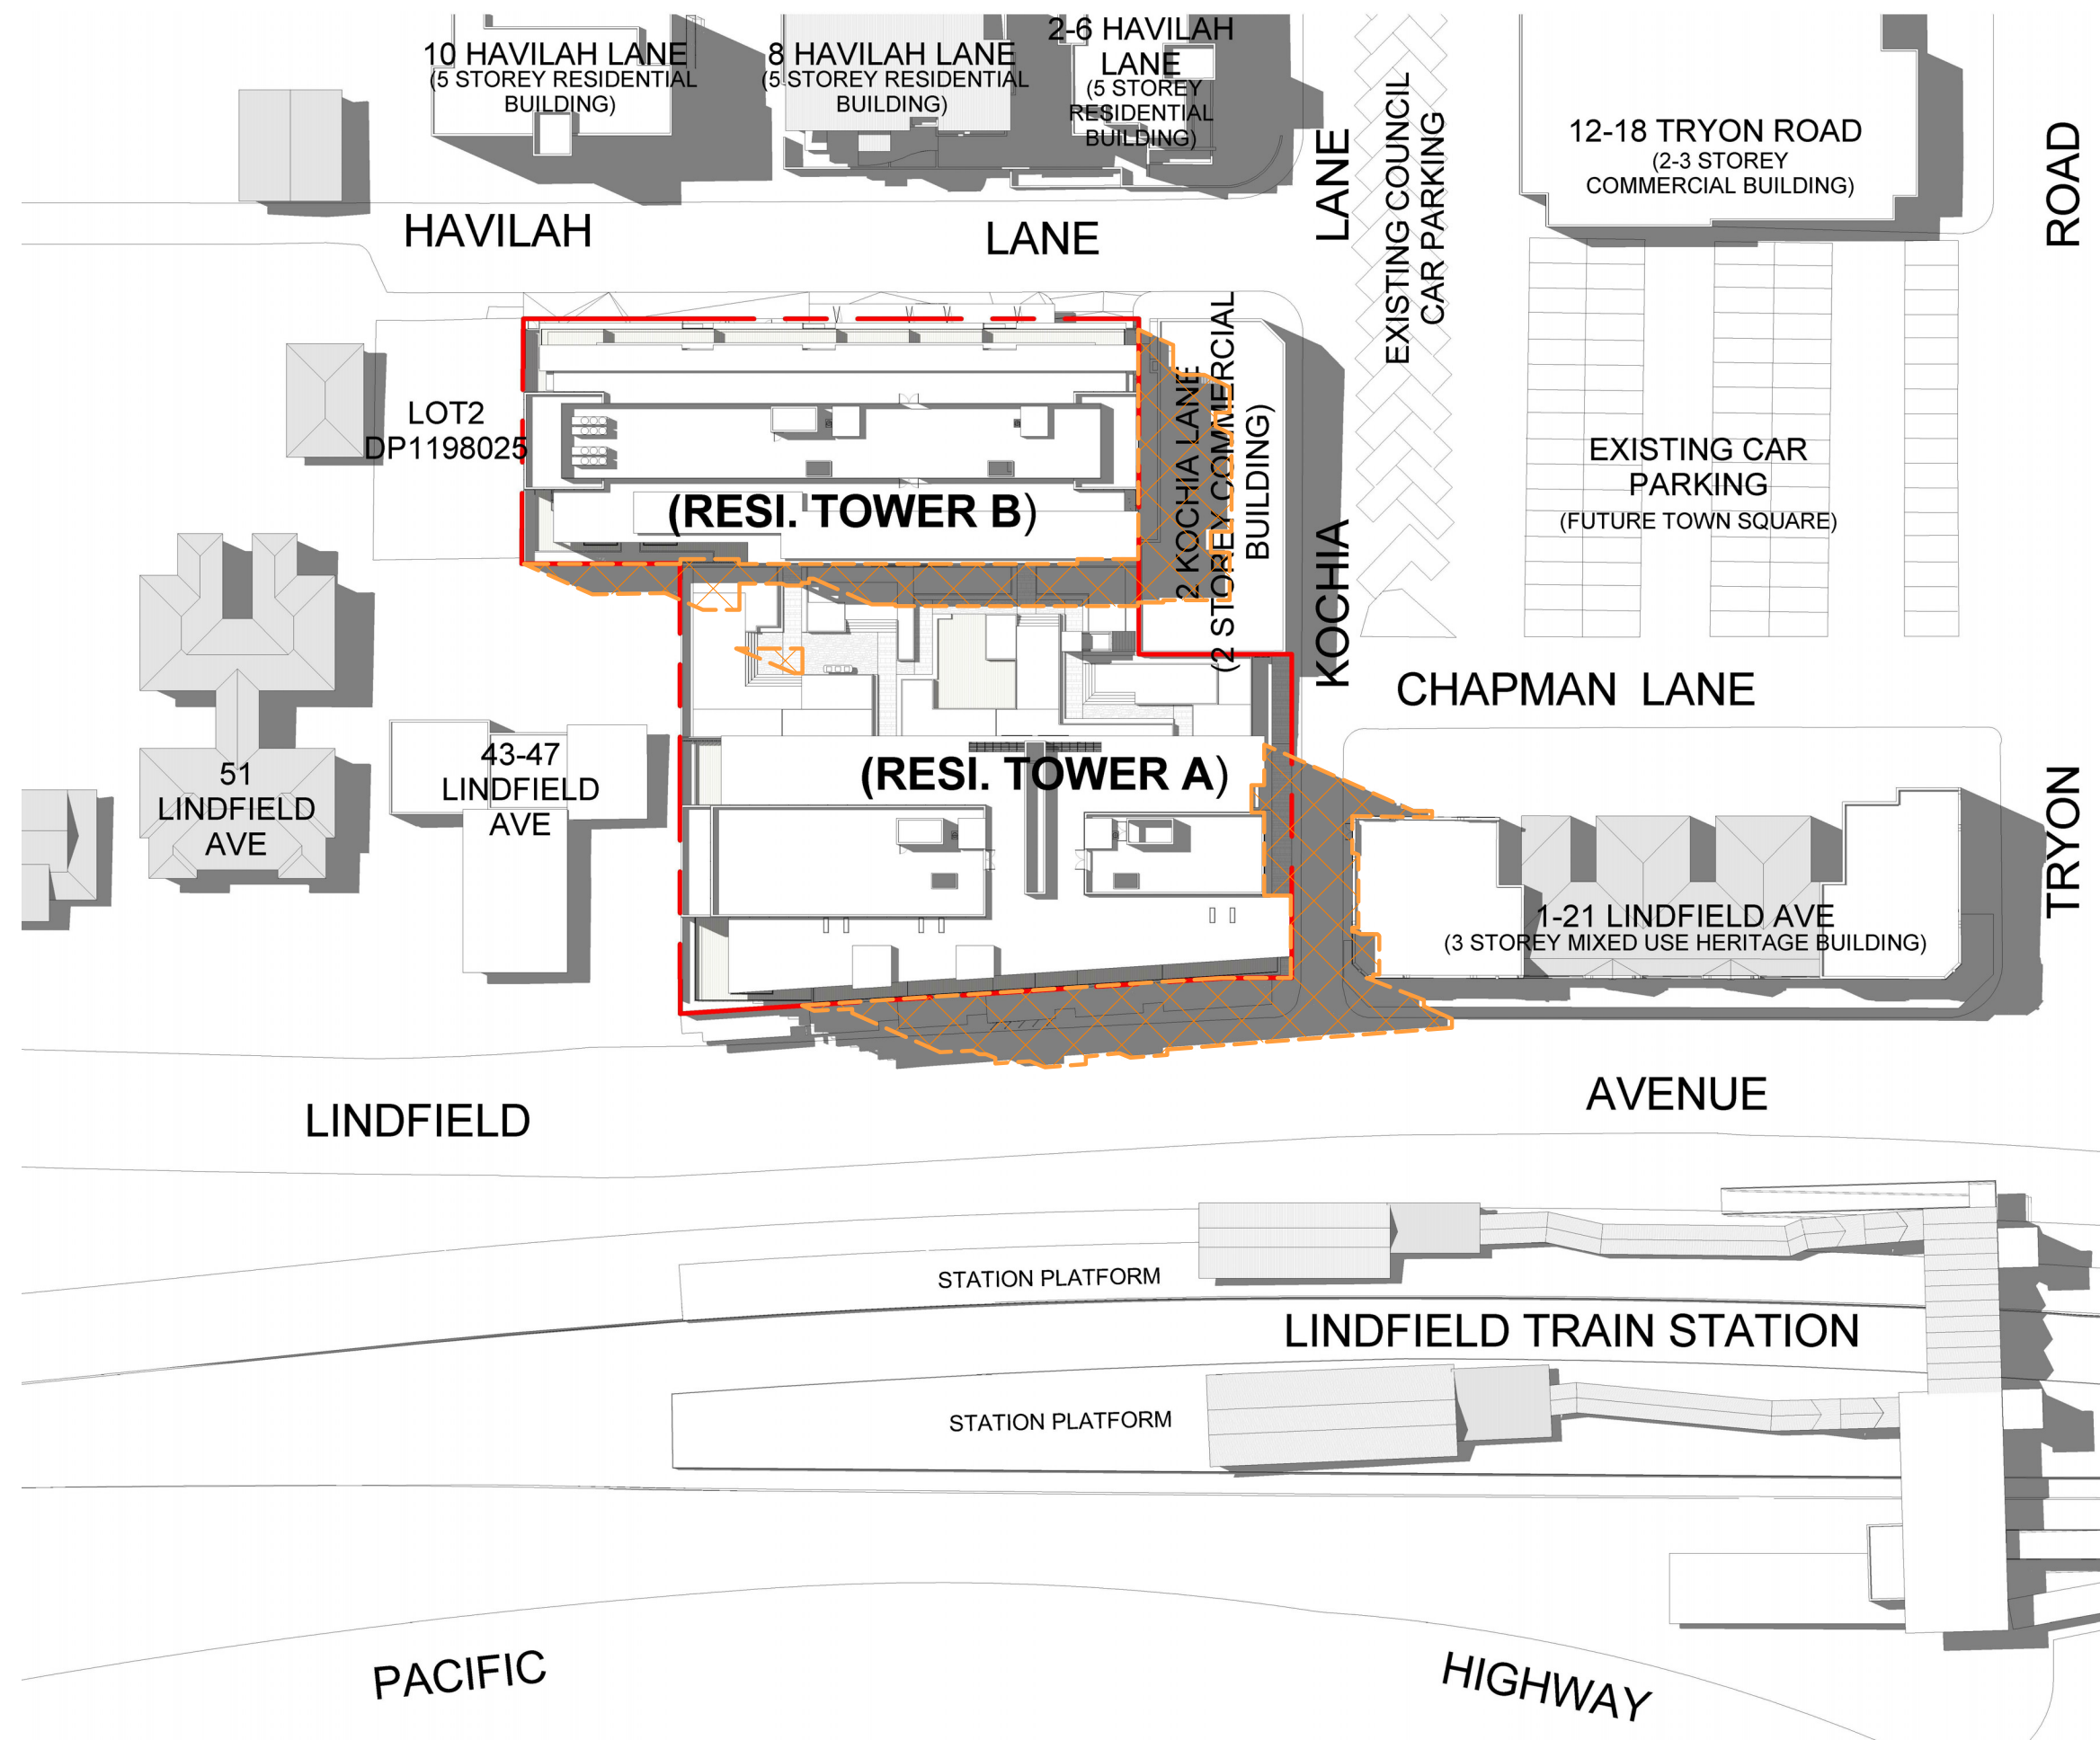 10 HAVILAH LANE
(5 STOREY RESIDENTIAL
BUILDING)
8 HAVILAH LANE
(5 STOREY RESIDENTIAL
BUILDING)
2-6 HAVILAH
LANE
(5 STOREY
RESIDENTIAL
BUILDING)
LANE
EXISTING COUNCIL
CAR PARKING
12-18 TRYON ROAD
(2-3 STOREY
COMMERCIAL BUILDING)
ROAD
HAVILAH
LANE
LOT2
DP1198025
(RESI. TOWER B)
2 KOCHIA LANE
(2 STOREY COMMERCIAL
BUILDING)
KOCHIA
EXISTING CAR
PARKING
(FUTURE TOWN SQUARE)
CHAPMAN LANE
51
LINDFIELD
AVE
43-47
LINDFIELD
AVE
(RESI. TOWER A)
1-21 LINDFIELD AVE
(3 STOREY MIXED USE HERITAGE BUILDING)
TRYON
LINDFIELD
AVENUE
STATION PLATFORM
LINDFIELD TRAIN STATION
STATION PLATFORM
PACIFIC
HIGHWAY